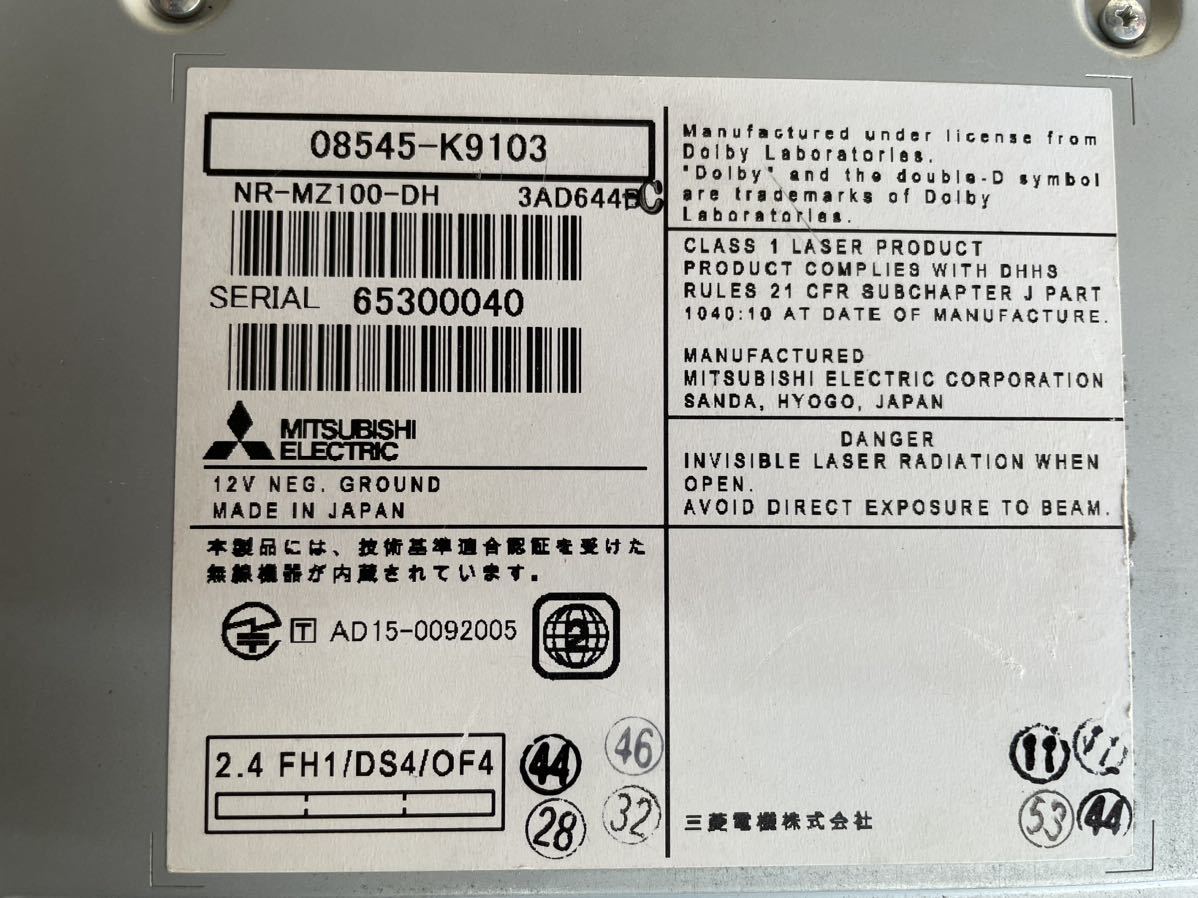 08545-K9103
NR-MZ100-DH 3AD644B C
SERIAL 65300040
MITSUBISHI
ELECTRIC
12V NEG. GROUND
MADE IN JAPAN
本製品には、技術基準適合認証を受けた
無線機器が内蔵されています。
T AD15-0092005 2
2.4 FH1/DS4/OF4
44 46
28 32
Manufactured under license from
Dolby Laboratories.
"Dolby" and the double-D symbol
are trademarks of Dolby
Laboratories.
CLASS 1 LASER PRODUCT
PRODUCT COMPLIES WITH DHHS
RULES 21 CFR SUBCHAPTER J PART
1040:10 AT DATE OF MANUFACTURE.
MANUFACTURED
MITSUBISHI ELECTRIC CORPORATION
SANDA, HYOGO, JAPAN
DANGER
INVISIBLE LASER RADIATION WHEN
OPEN.
AVOID DIRECT EXPOSURE TO BEAM.
11
三菱電機株式会社
53 44